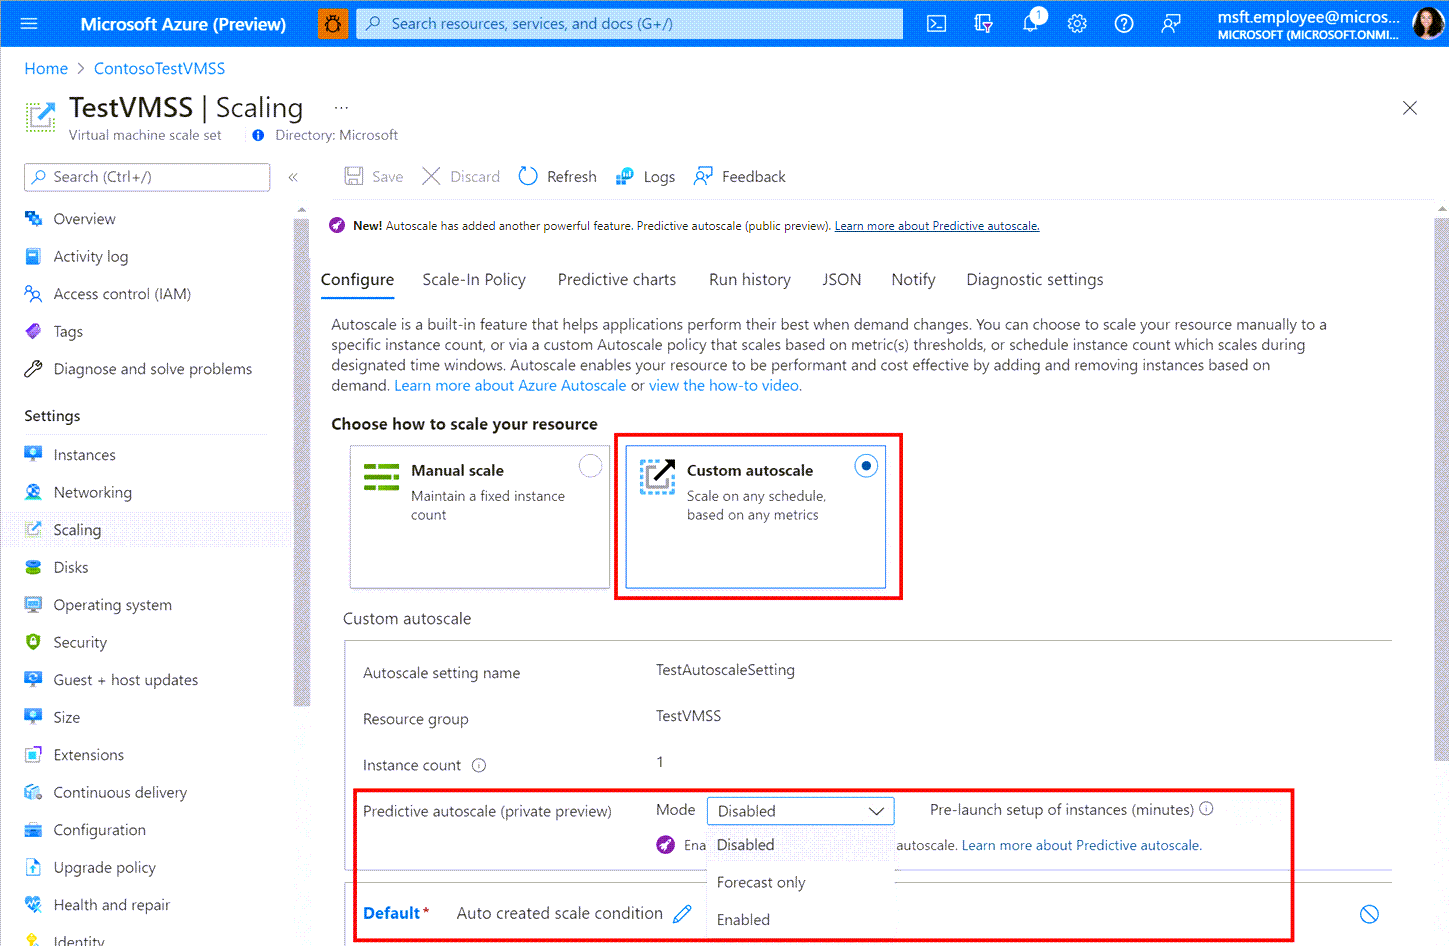 Microsoft Azure (Preview)
Search resources, services, and docs (G+/)
1
msft.employee@micros...
MICROSOFT (MICROSOFT.ONMI...
Home > ContosoTestVMSS
TestVMSS | Scaling ...
Virtual machine scale set
Directory: Microsoft
Search (Ctrl+/)
«
Save
Discard
Refresh
Logs
Feedback
Overview
Activity log
Access control (IAM)
Tags
Diagnose and solve problems
Settings
Instances
Networking
Scaling
Disks
Operating system
Security
Guest + host updates
Size
Extensions
Continuous delivery
Configuration
Upgrade policy
Health and repair
Identity
New! Autoscale has added another powerful feature. Predictive autoscale (public preview). Learn more about Predictive autoscale.
Configure
Scale-In Policy
Predictive charts
Run history
JSON
Notify
Diagnostic settings
Autoscale is a built-in feature that helps applications perform their best when demand changes. You can choose to scale your resource manually to a
specific instance count, or via a custom Autoscale policy that scales based on metric(s) thresholds, or schedule instance count which scales during
designated time windows. Autoscale enables your resource to be performant and cost effective by adding and removing instances based on
demand. Learn more about Azure Autoscale or view the how-to video.
Choose how to scale your resource
Manual scale
Maintain a fixed instance
count
Custom autoscale
Scale on any schedule,
based on any metrics
Custom autoscale
Autoscale setting name
TestAutoscaleSetting
Resource group
TestVMSS
Instance count
1
Predictive autoscale (private preview)
Mode
Disabled
Pre-launch setup of instances (minutes)
Ena
autoscale. Learn more about Predictive autoscale.
Disabled
Forecast only
Enabled
Default*
Auto created scale condition